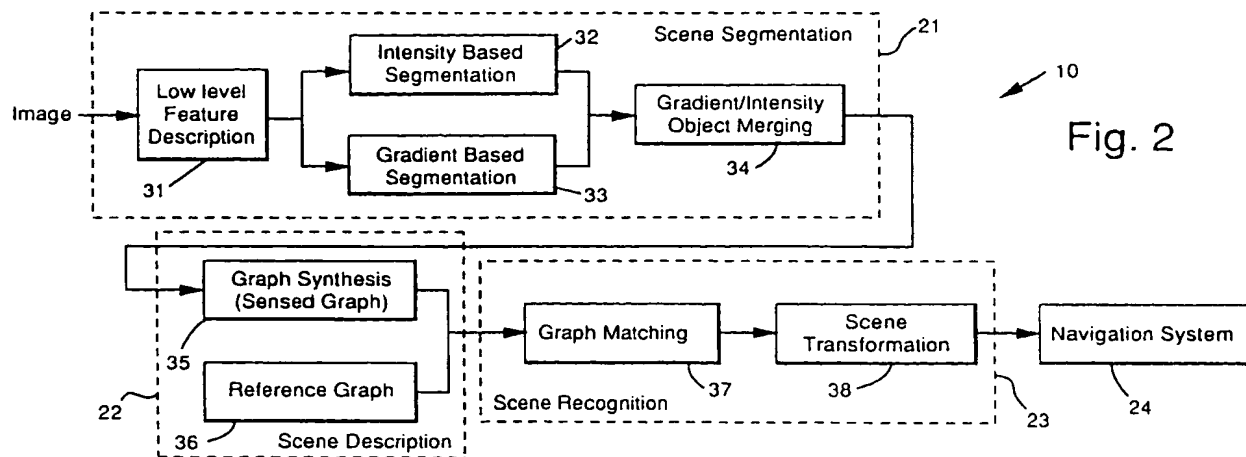 Scene Segmentation
21
10
Fig. 2
Image
Low level
Feature
Description
31
Intensity Based
Segmentation
32
Gradient Based
Segmentation
33
Gradient/Intensity
Object Merging
34
Graph Synthesis
(Sensed Graph)
35
Reference Graph
36
22
Scene Description
Graph Matching
37
Scene
Transformation
38
Scene Recognition
23
Navigation System
24